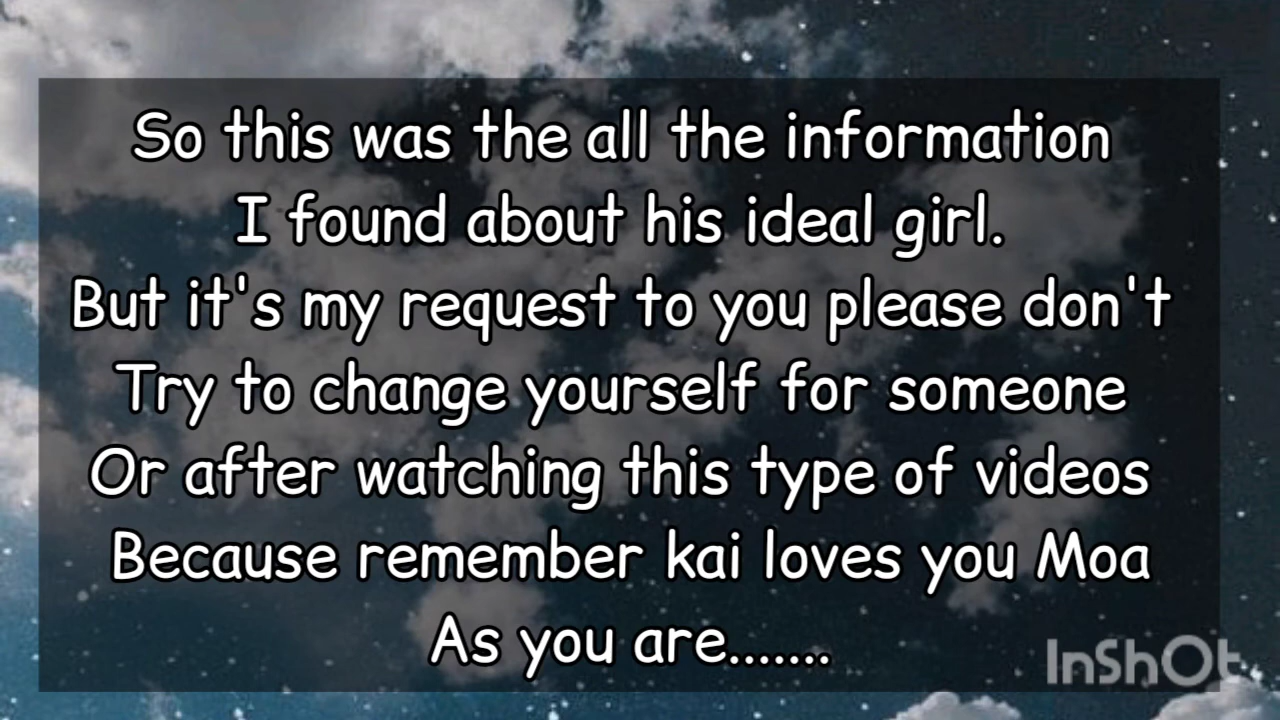 So this was the all the information
I found about his ideal girl.
But it's my request to you please don't
Try to change yourself for someone
Or after watching this type of videos
Because remember kai loves you Moa
As you are.......
InShOt